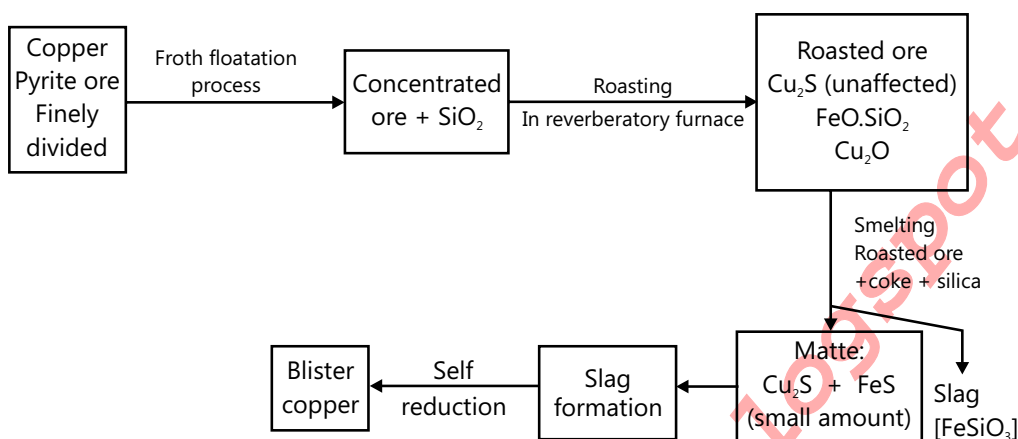 Copper
Pyrite ore
Finely
divided
Froth floatation
process
Concentrated
ore + SiO₂
Roasting
In reverberatory furnace
Roasted ore
Cu₂S (unaffected)
FeO.SiO₂
Cu₂O
Smelting
Roasted ore
+coke + silica
Matte:
Cu₂S + FeS
(small amount)
Slag
[FeSiO₃]
Slag
formation
Self
reduction
Blister
copper
logspot